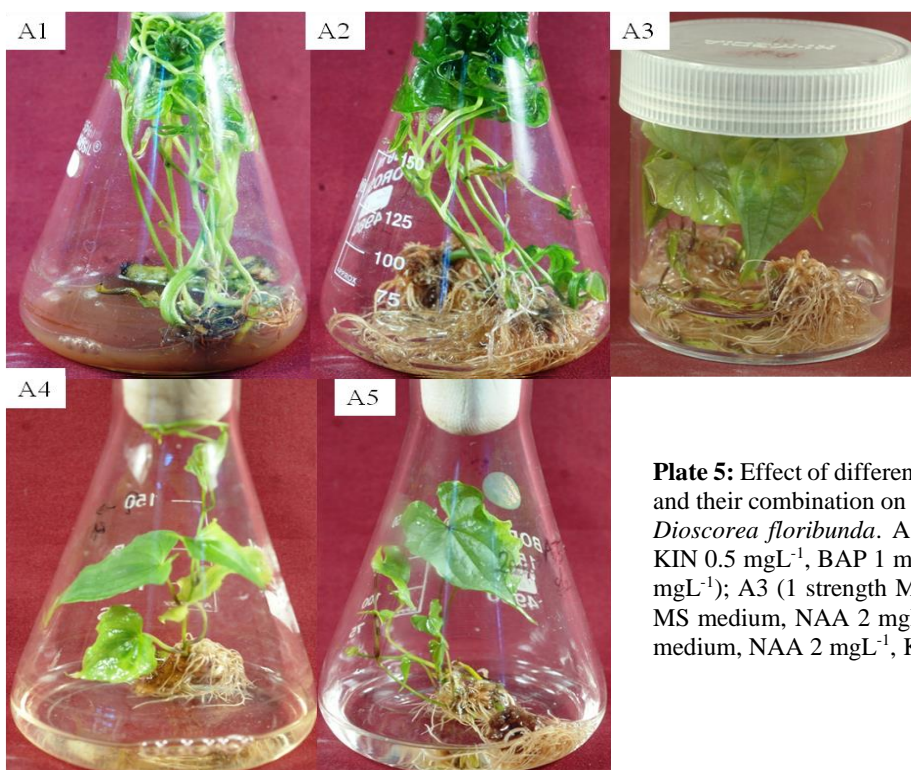 A1
A2
A3
150
125
100
75
A4
A5
150
100
75
Plate 5: Effect of differen
and their combination on
Dioscorea floribunda. A
KIN 0.5 mgL⁻¹, BAP 1 m
mgL⁻¹); A3 (1 strength M
MS medium, NAA 2 mg
medium, NAA 2 mgL⁻¹, K